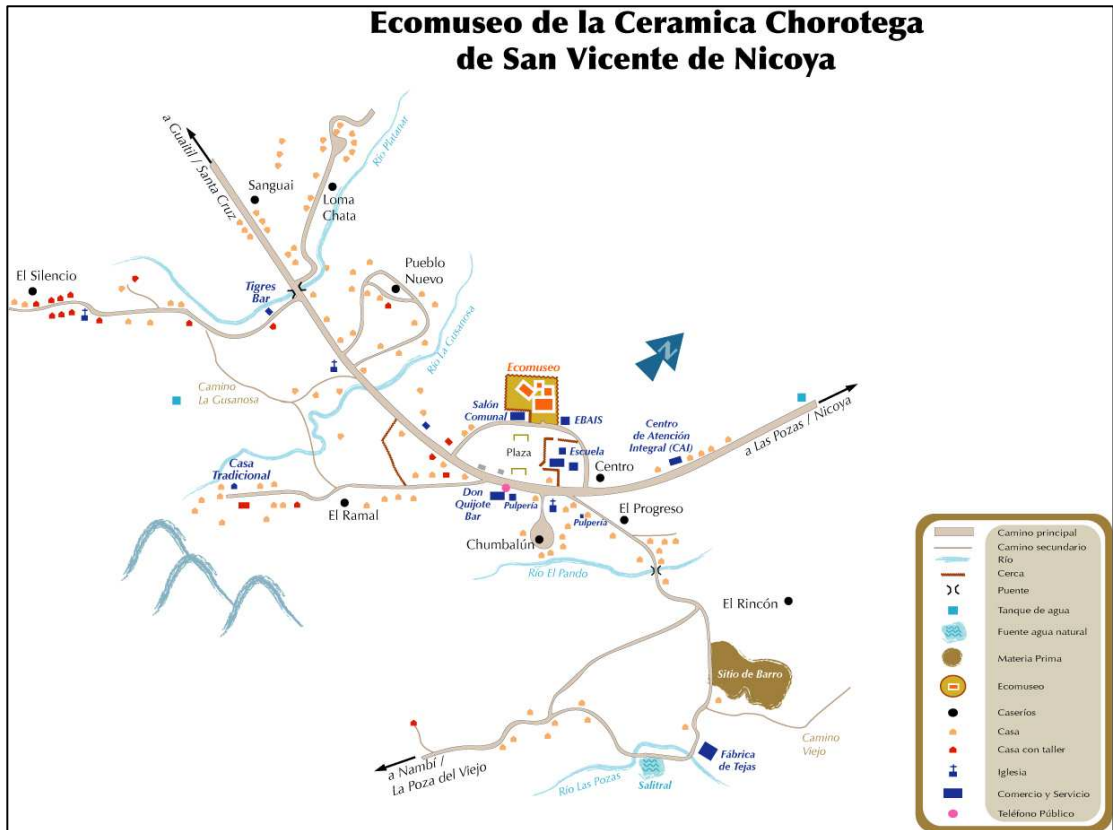 Ecomuseo de la Ceramica Chorotega
de San Vicente de Nicoya
a Guaitil / Santa Cruz
Río Platanar
Sanguai
Loma
Chata
El Silencio
Tigres
Bar
Pueblo
Nuevo
Río La Gusanosa
Camino
La Gusanosa
Ecomuseo
N
Salón
Comunal
EBAIS
Plaza
Escuela
Centro
de Atención
Integral (CAI)
a Las Pozas / Nicoya
Centro
Casa
Tradicional
El Ramal
Don
Quijote
Bar
Pulpería
Pulpería
El Progreso
Chumbalún
Río El Pando
El Rincón
Sitio de Barro
Camino
Viejo
Fábrica
de Tejas
Salitral
Río Las Pozas
a Nambí /
La Poza del Viejo
Camino principal
Camino secundario
Río
Cerca
Puente
Tanque de agua
Fuente agua natural
Materia Prima
Ecomuseo
Caseríos
Casa
Casa con taller
Iglesia
Comercio y Servicio
Teléfono Público